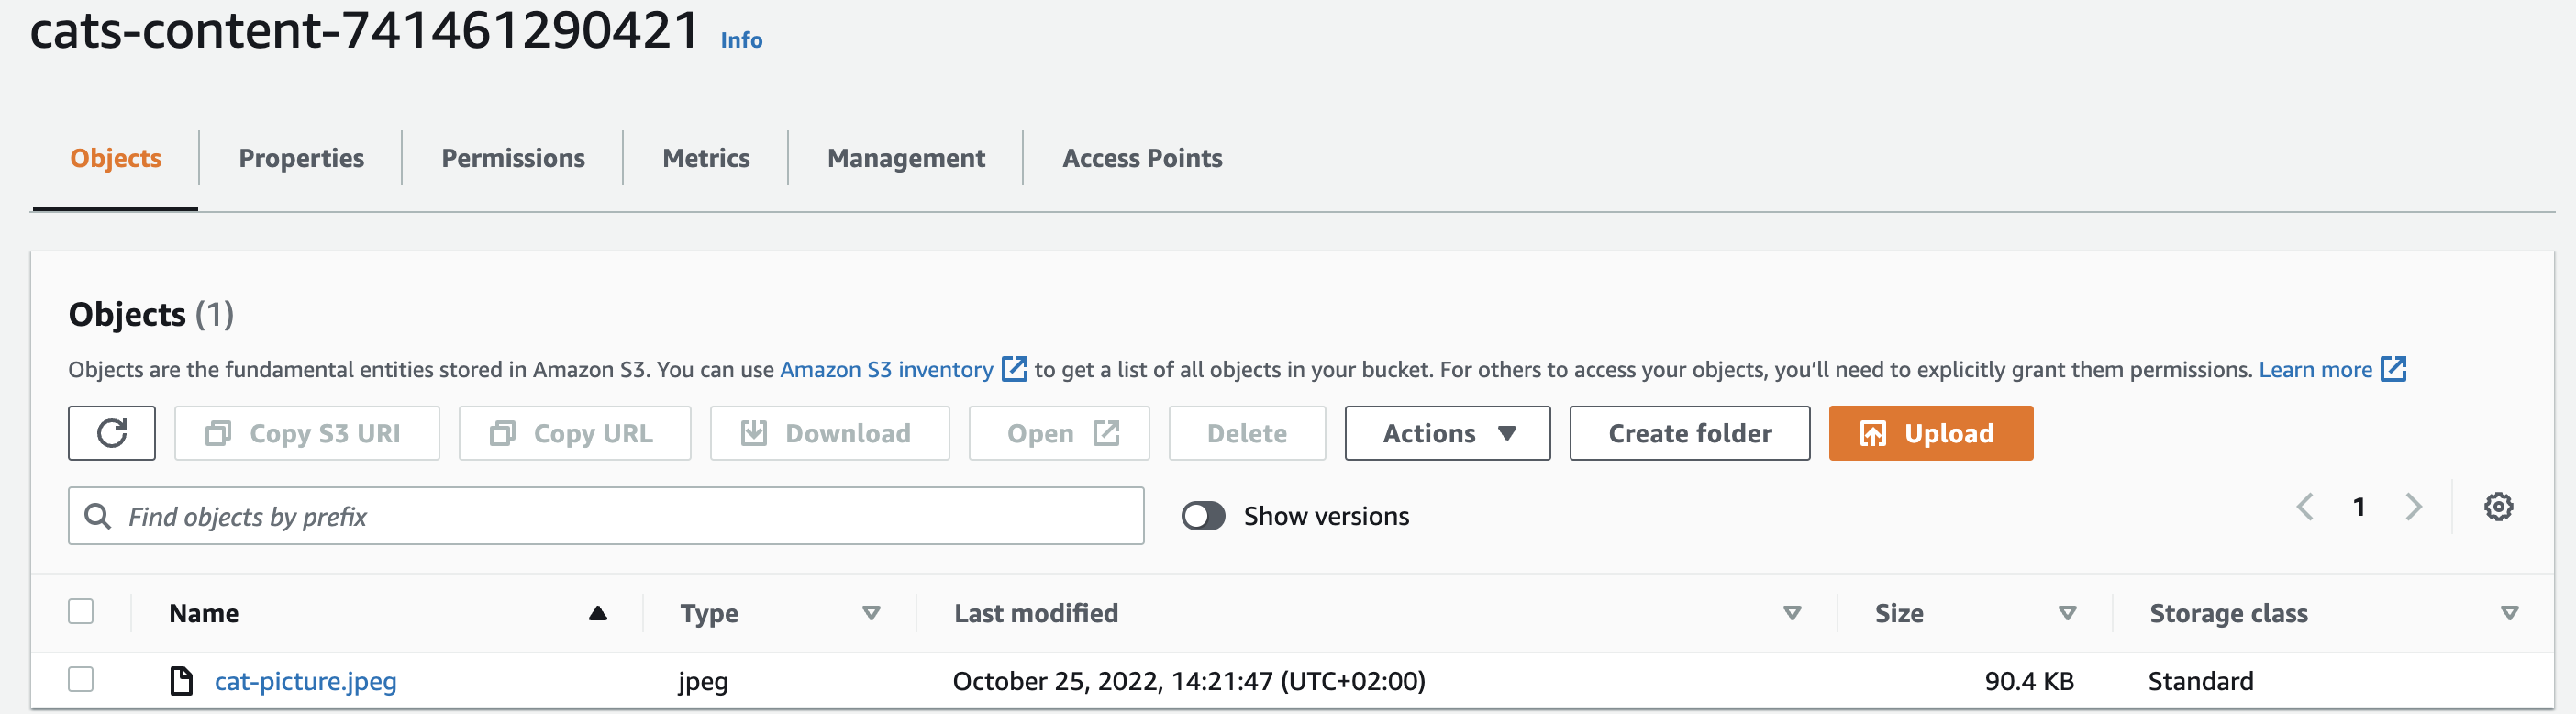 cats-content-741461290421 Info
Objects Properties Permissions Metrics Management Access Points
Objects (1)
Objects are the fundamental entities stored in Amazon S3. You can use Amazon S3 inventory to get a list of all objects in your bucket. For others to access your objects, you’ll need to explicitly grant them permissions. Learn more
Copy S3 URI Copy URL Download Open Delete Actions Create folder Upload
Find objects by prefix Show versions 1
Name Type Last modified Size Storage class
cat-picture.jpeg jpeg October 25, 2022, 14:21:47 (UTC+02:00) 90.4 KB Standard